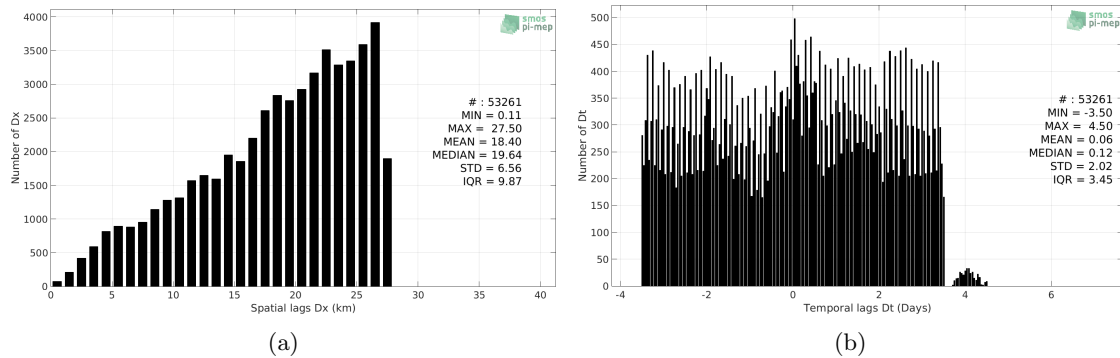 4000
3500
3000
2500
2000
1500
1000
500
0
Number of Dx
0 5 10 15 20 25 30 35 40
Spatial lags Dx (km)
smos
pi-mep
# : 53261
MIN = 0.11
MAX = 27.50
MEAN = 18.40
MEDIAN = 19.64
STD = 6.56
IQR = 9.87
(a)
500
450
400
350
300
250
200
150
100
50
0
Number of Dt
-4 -2 0 2 4 6
Temporal lags Dt (Days)
smos
pi-mep
# : 53261
MIN = -3.50
MAX = 4.50
MEAN = 0.06
MEDIAN = 0.12
STD = 2.02
IQR = 3.45
(b)